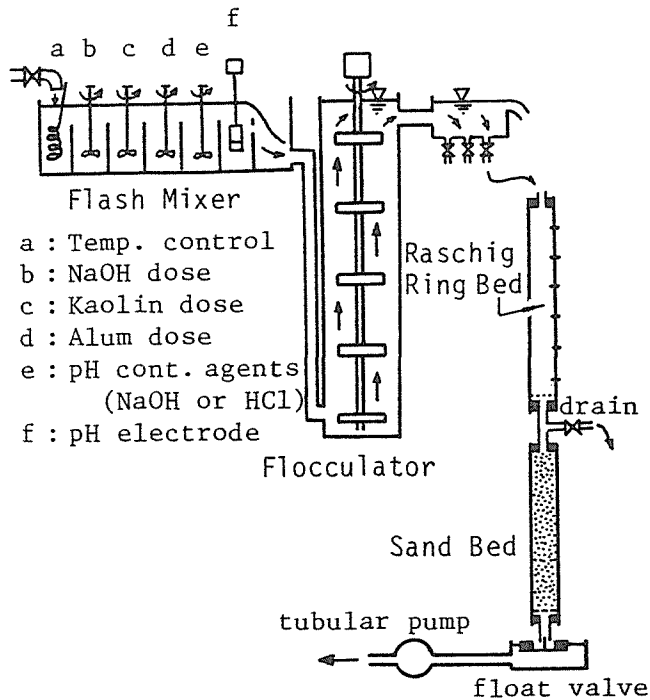 f
a b c d e
Flash Mixer
a : Temp. control
b : NaOH dose
c : Kaolin dose
d : Alum dose
e : pH cont. agents
(NaOH or HCl)
f : pH electrode
Flocculator
Raschig
Ring Bed
drain
Sand Bed
tubular pump
float valve